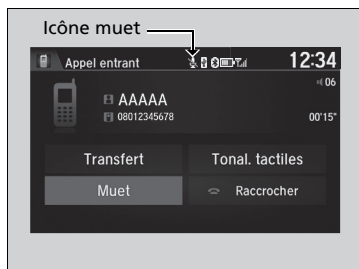 Icône muet
Appel entrant 12:34
06
AAAAA
08012345678
00'15"
Transfert Tonal. tactiles
Muet Raccrocher